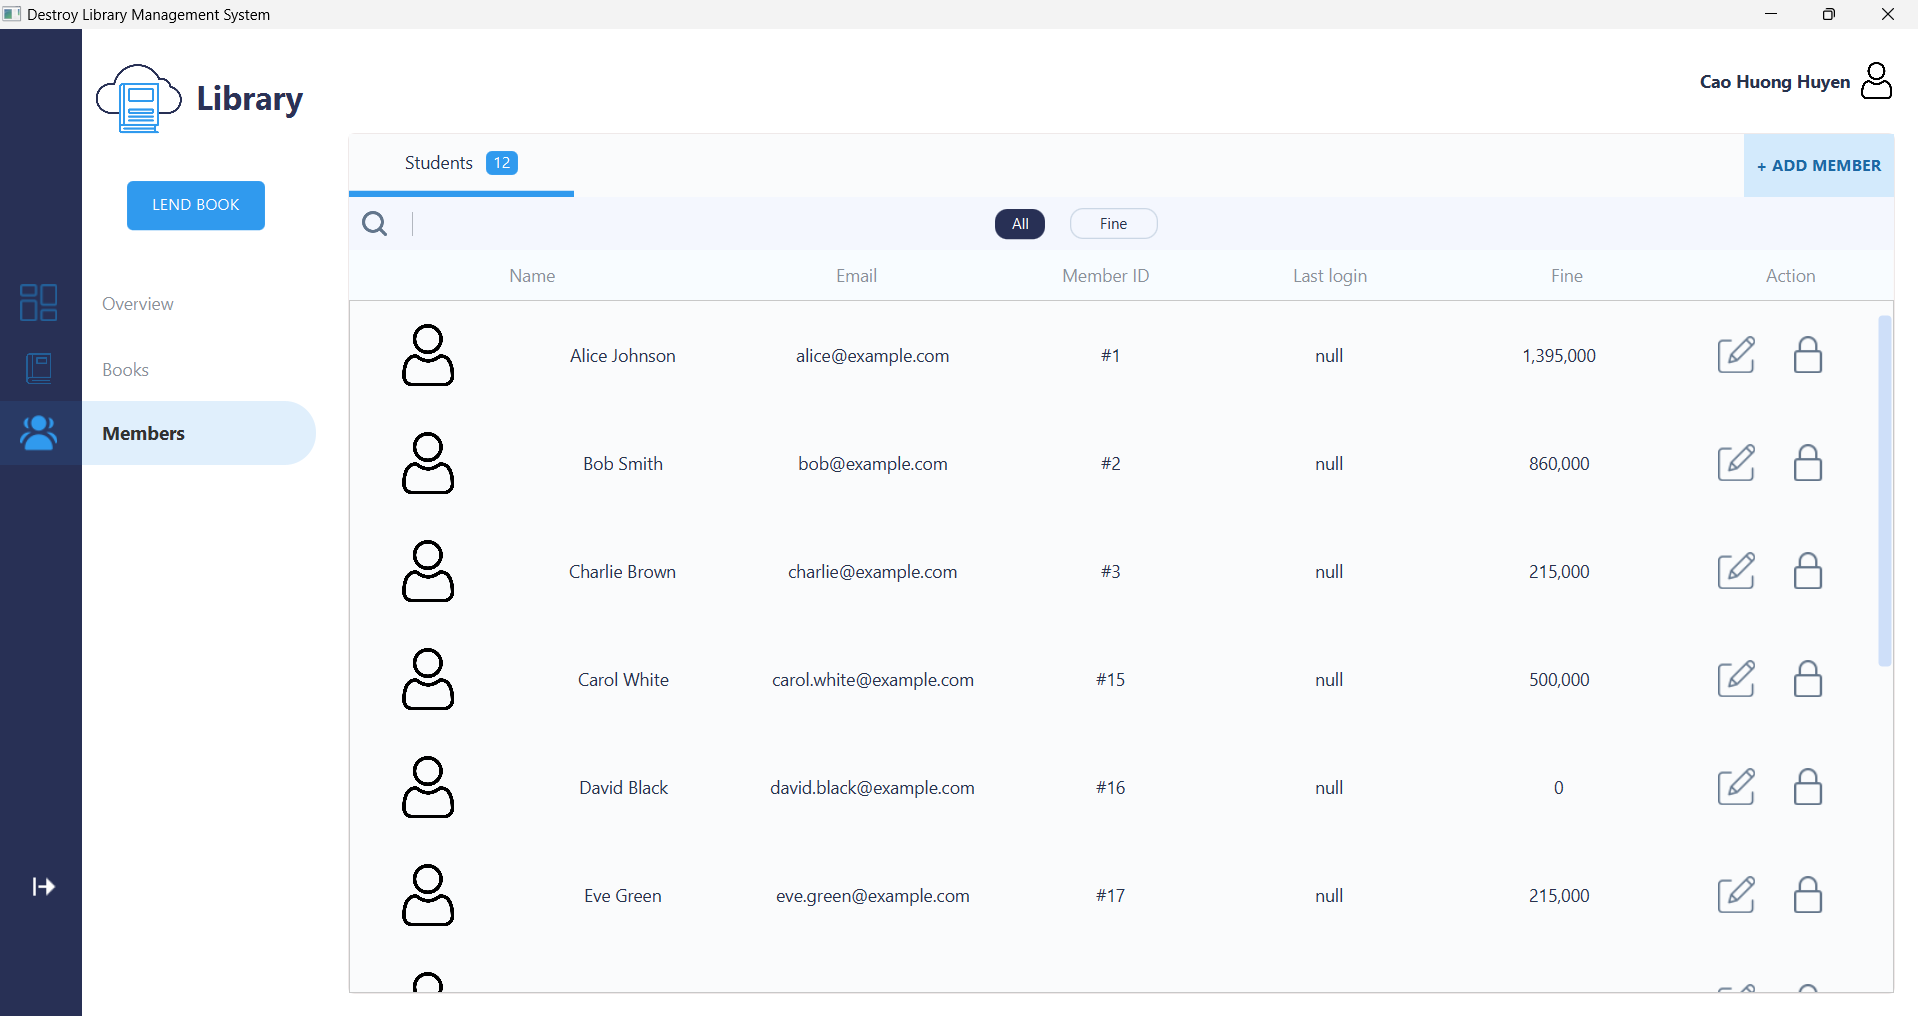 Destroy Library Management System
Library
Cao Huong Huyen
Students 12
+ ADD MEMBER
LEND BOOK
All Fine
Name Email Member ID Last login Fine Action
Overview
Books
Members
Alice Johnson alice@example.com #1 null 1,395,000
Bob Smith bob@example.com #2 null 860,000
Charlie Brown charlie@example.com #3 null 215,000
Carol White carol.white@example.com #15 null 500,000
David Black david.black@example.com #16 null 0
Eve Green eve.green@example.com #17 null 215,000